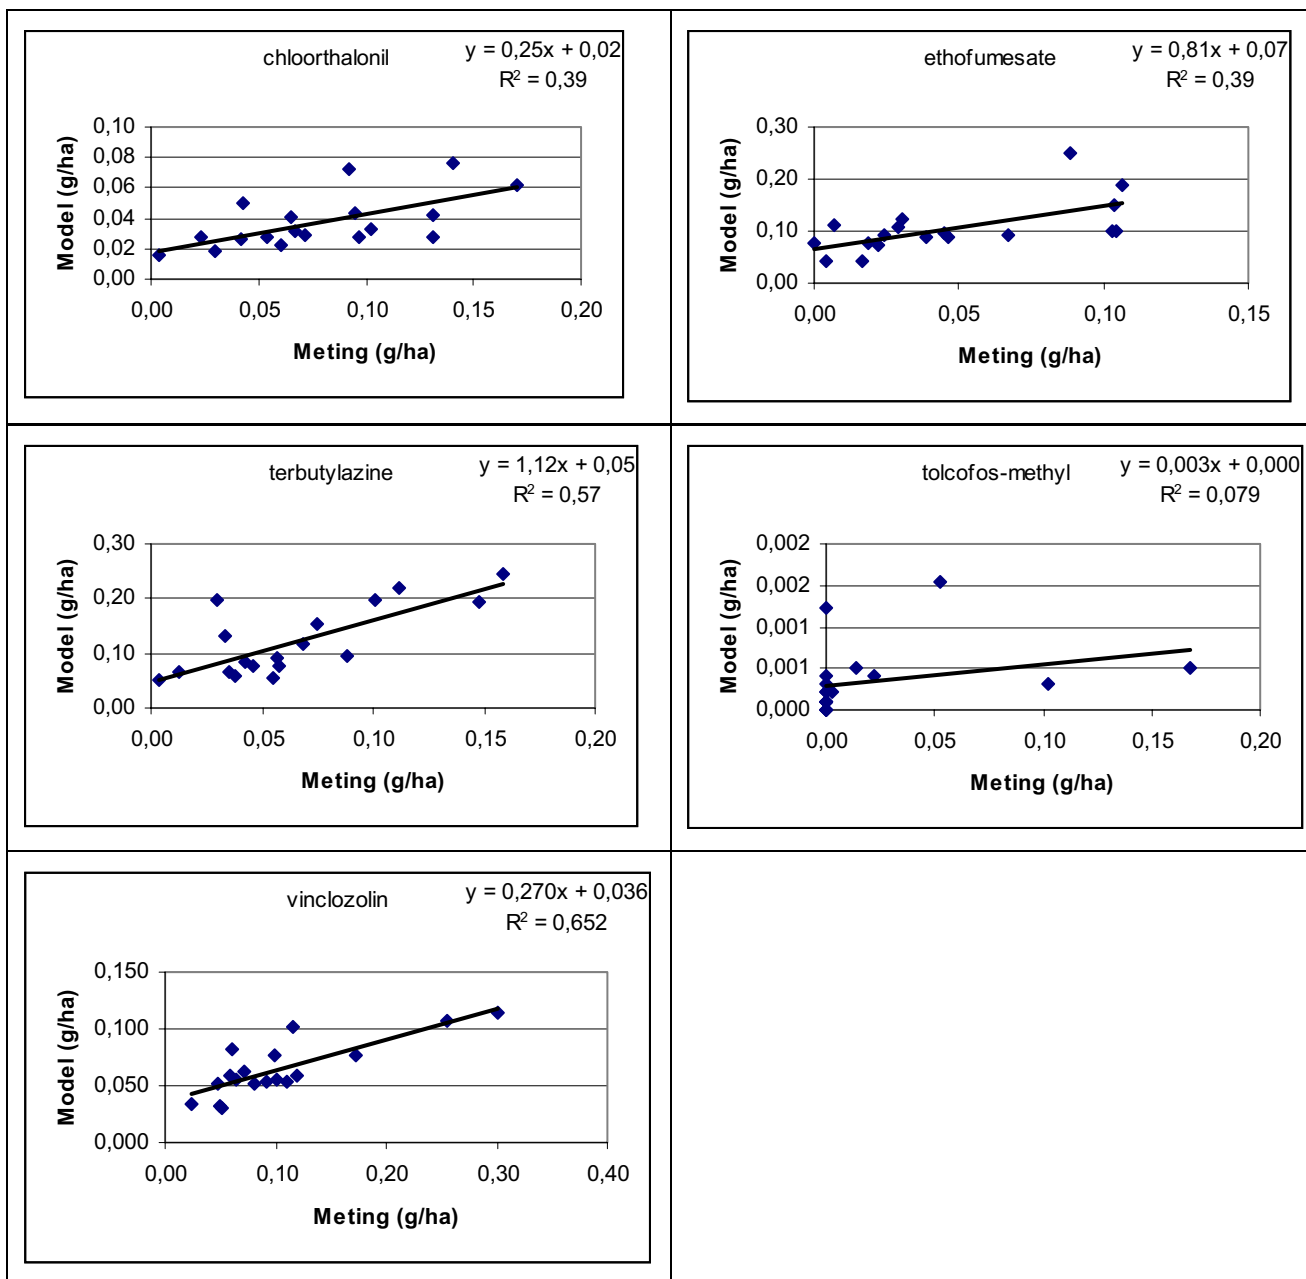 chloorthalonil
y = 0,25x + 0,02
R² = 0,39
0,10
0,08
0,06
0,04
0,02
0,00
Model (g/ha)
0,00 0,05 0,10 0,15 0,20
Meting (g/ha)
ethofumesate
y = 0,81x + 0,07
R² = 0,39
0,30
0,20
0,10
0,00
Model (g/ha)
0,00 0,05 0,10 0,15
Meting (g/ha)
terbutylazine
y = 1,12x + 0,05
R² = 0,57
0,30
0,20
0,10
0,00
Model (g/ha)
0,00 0,05 0,10 0,15 0,20
Meting (g/ha)
tolcofos-methyl
y = 0,003x + 0,000
R² = 0,079
0,002
0,002
0,001
0,001
0,000
Model (g/ha)
0,00 0,05 0,10 0,15 0,20
Meting (g/ha)
vinclozolin
y = 0,270x + 0,036
R² = 0,652
0,150
0,100
0,050
0,000
Model (g/ha)
0,00 0,10 0,20 0,30 0,40
Meting (g/ha)